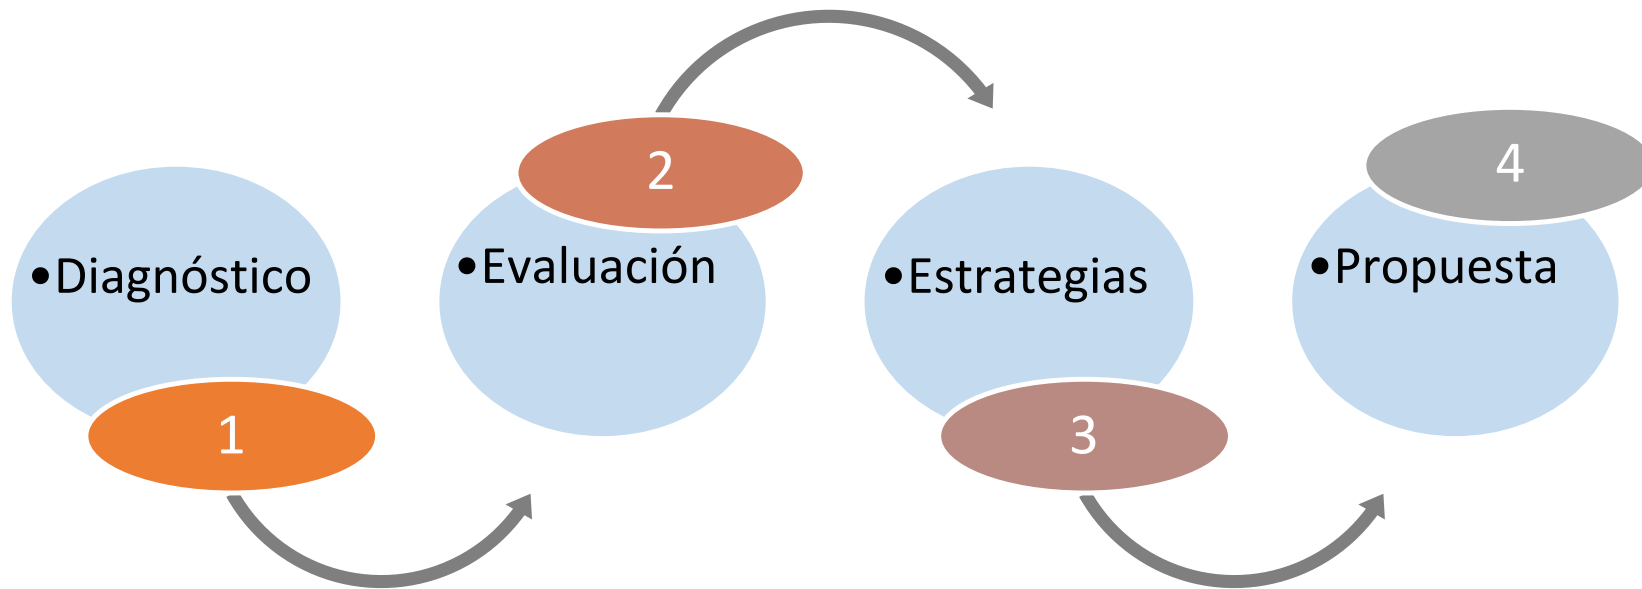 •Diagnóstico
1
2
•Evaluación
•Estrategias
3
4
•Propuesta